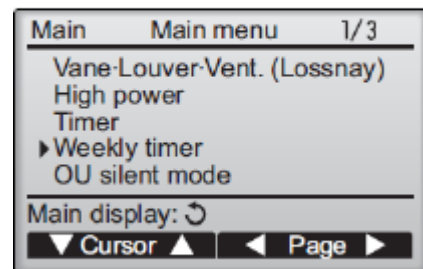 Main Main menu 1/3
Vane·Louver·Vent. (Lossnay)
High power
Timer
▶Weekly timer
OU silent mode
Main display: ↺
▼ Cursor ▲ ◀ Page ▶